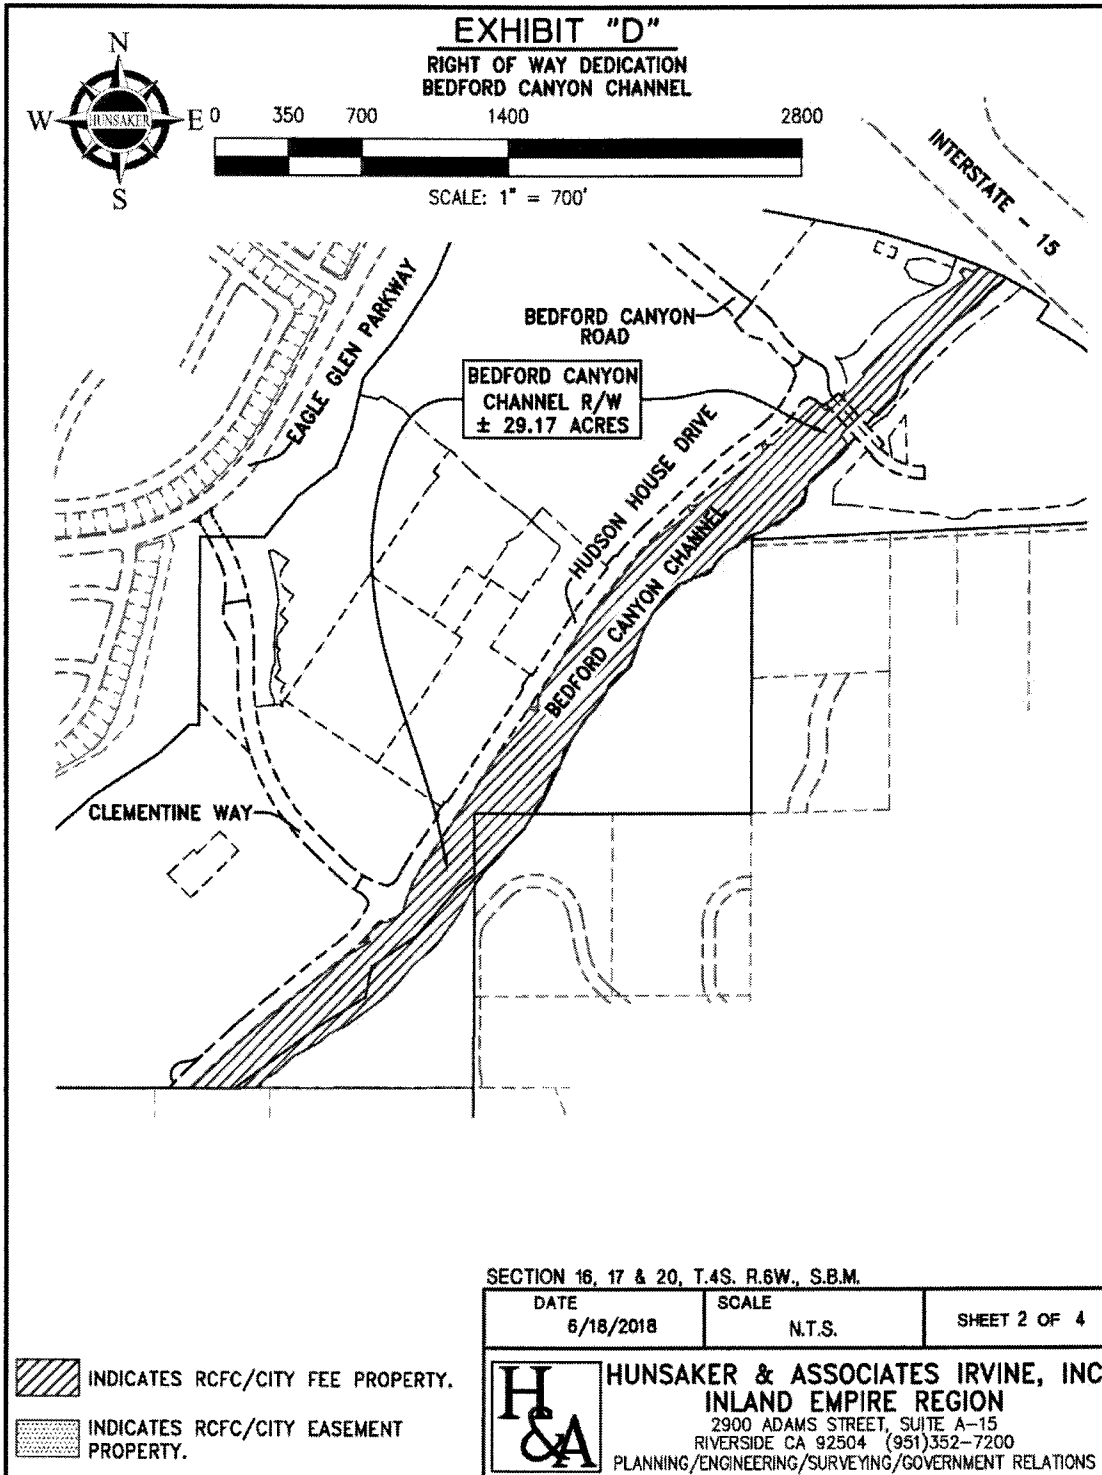 EXHIBIT "D"
RIGHT OF WAY DEDICATION
BEDFORD CANYON CHANNEL
N
W
HUNSAKER
E
S
0 350 700 1400 2800
SCALE: 1" = 700'
INTERSTATE - 15
EAGLE GLEN PARKWAY
BEDFORD CANYON
ROAD
BEDFORD CANYON
CHANNEL R/W
± 29.17 ACRES
HUDSON HOUSE DRIVE
BEDFORD CANYON CHANNEL
CLEMENTINE WAY
SECTION 16, 17 & 20, T.4S. R.6W., S.B.M.
DATE
6/18/2018
SCALE
N.T.S.
SHEET 2 OF 4
INDICATES RCFC/CITY FEE PROPERTY.
INDICATES RCFC/CITY EASEMENT
PROPERTY.
H&A
HUNSAKER & ASSOCIATES IRVINE, INC
INLAND EMPIRE REGION
2900 ADAMS STREET, SUITE A-15
RIVERSIDE CA 92504 (951)352-7200
PLANNING/ENGINEERING/SURVEYING/GOVERNMENT RELATIONS